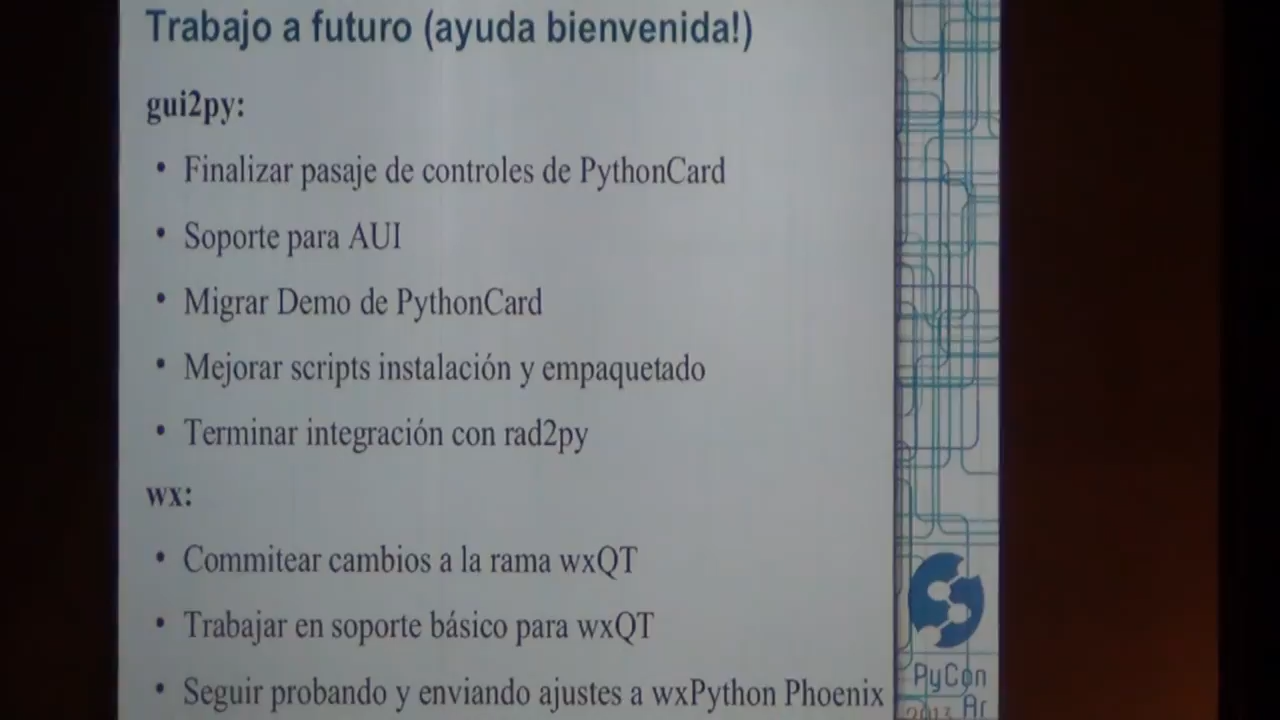 Trabajo a futuro (ayuda bienvenida!)
gui2py:
• Finalizar pasaje de controles de PythonCard
• Soporte para AUI
• Migrar Demo de PythonCard
• Mejorar scripts instalación y empaquetado
• Terminar integración con rad2py
wx:
• Commitear cambios a la rama wxQT
• Trabajar en soporte básico para wxQT
• Seguir probando y enviando ajustes a wxPython Phoenix
PyCon
2013 Ar